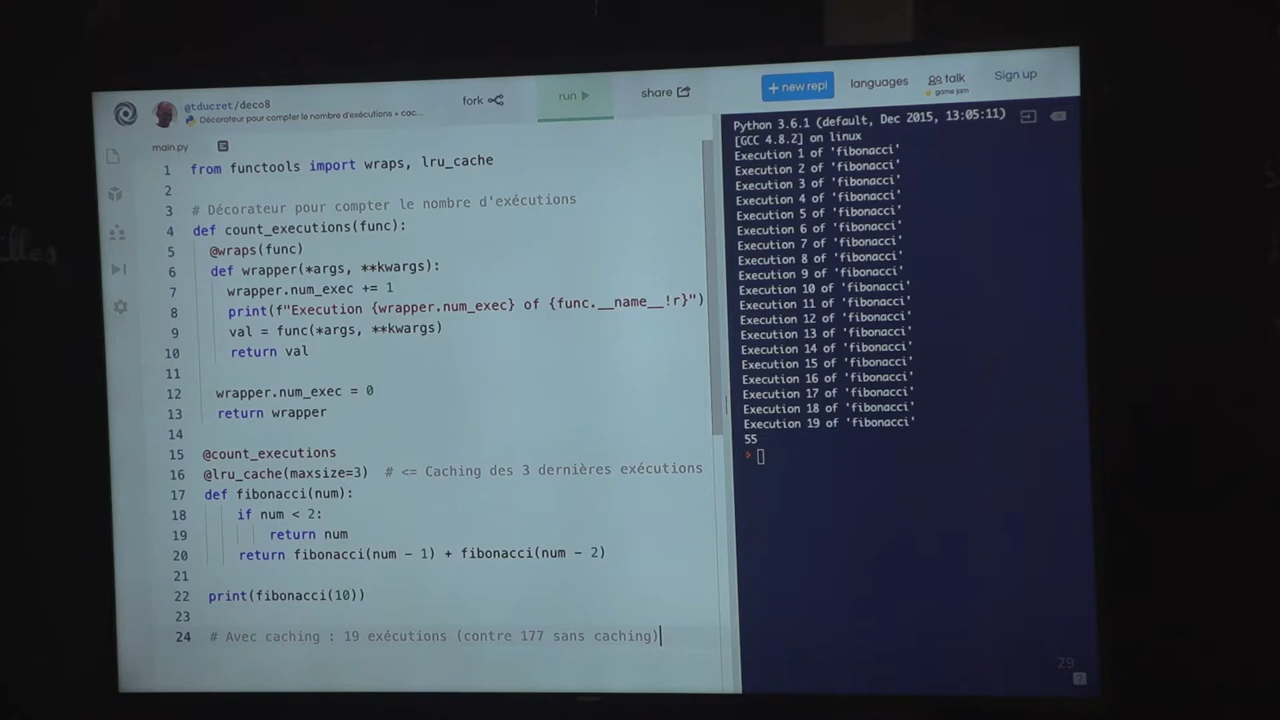 @tducret/deco8
Décorateur pour compter le nombre d'exécutions + cac...
fork
run
share
+ new repl
languages
talk
game jam
Sign up
main.py
1 from functools import wraps, lru_cache
2
3 # Décorateur pour compter le nombre d'exécutions
4 def count_executions(func):
5 @wraps(func)
6 def wrapper(*args, **kwargs):
7 wrapper.num_exec += 1
8 print(f"Execution {wrapper.num_exec} of {func.__name__!r}")
9 val = func(*args, **kwargs)
10 return val
11
12 wrapper.num_exec = 0
13 return wrapper
14
15 @count_executions
16 @lru_cache(maxsize=3) # <= Caching des 3 dernières exécutions
17 def fibonacci(num):
18 if num < 2:
19 return num
20 return fibonacci(num - 1) + fibonacci(num - 2)
21
22 print(fibonacci(10))
23
24 # Avec caching : 19 exécutions (contre 177 sans caching)
Python 3.6.1 (default, Dec 2015, 13:05:11)
[GCC 4.8.2] on linux
Execution 1 of 'fibonacci'
Execution 2 of 'fibonacci'
Execution 3 of 'fibonacci'
Execution 4 of 'fibonacci'
Execution 5 of 'fibonacci'
Execution 6 of 'fibonacci'
Execution 7 of 'fibonacci'
Execution 8 of 'fibonacci'
Execution 9 of 'fibonacci'
Execution 10 of 'fibonacci'
Execution 11 of 'fibonacci'
Execution 12 of 'fibonacci'
Execution 13 of 'fibonacci'
Execution 14 of 'fibonacci'
Execution 15 of 'fibonacci'
Execution 16 of 'fibonacci'
Execution 17 of 'fibonacci'
Execution 18 of 'fibonacci'
Execution 19 of 'fibonacci'
55
>
29
?